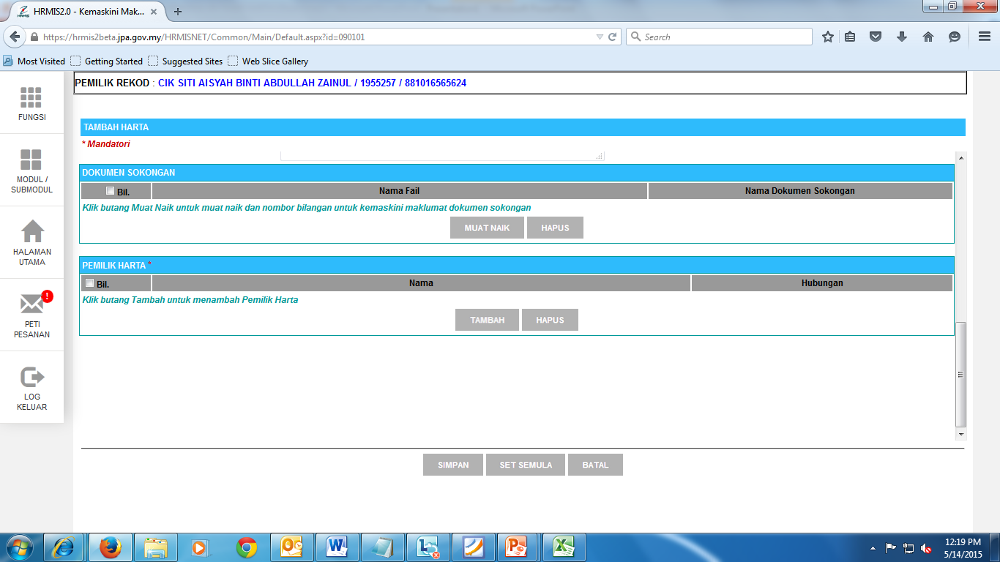 HRMIS2.0 - Kemaskini Mak...
https://hrmis2beta.jpa.gov.my/HRMISNET/Common/Main/Default.aspx?id=090101
Search
Most Visited
Getting Started
Suggested Sites
Web Slice Gallery
PEMILIK REKOD : CIK SITI AISYAH BINTI ABDULLAH ZAINUL / 1955257 / 881016565624
FUNGSI
MODUL /
SUBMODUL
HALAMAN
UTAMA
PETI
PESANAN
LOG
KELUAR
TAMBAH HARTA
* Mandatori
DOKUMEN SOKONGAN
Bil.
Nama Fail
Nama Dokumen Sokongan
Klik butang Muat Naik untuk muat naik dan nombor bilangan untuk kemaskini maklumat dokumen sokongan
MUAT NAIK
HAPUS
PEMILIK HARTA *
Bil.
Nama
Hubungan
Klik butang Tambah untuk menambah Pemilik Harta
TAMBAH
HAPUS
SIMPAN
SET SEMULA
BATAL
12:19 PM
5/14/2015